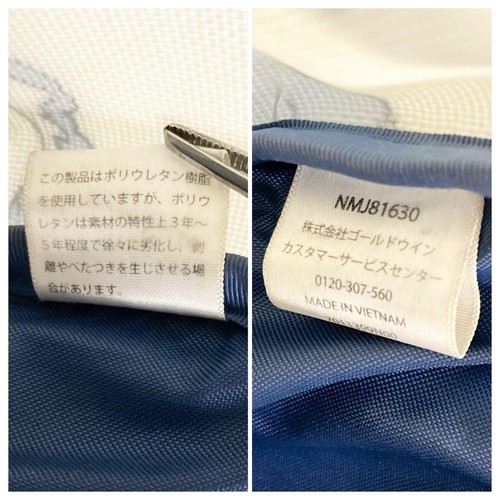 この製品はポリウレタン樹脂
を使用していますが、ポリウ
レタンは素材の特性上3年〜
5年程度で徐々に劣化し、剥
離やべたつきを生じさせる場
合があります。
NMJ81630
株式会社ゴールドウイン
カスタマーサービスセンター
0120-307-560
MADE IN VIETNAM